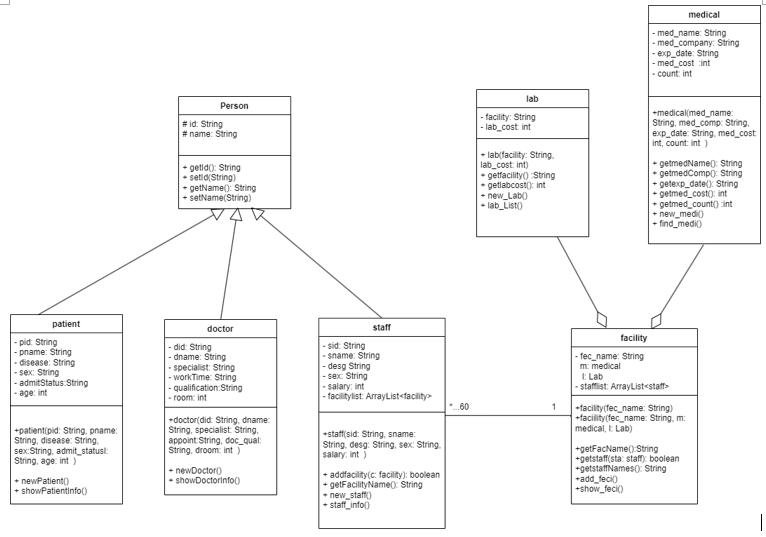 medical
- med_name: String
- med_company: String
- exp_date: String
- med_cost :int
- count: int
+medical(med_name:
String, med_comp: String,
exp_date: String, med_cost:
int, count: int )
+ getmedName(): String
+ getmedComp(): String
+ getexp_date(): String
+ getmed_cost(): int
+ getmed_count() :int
+ new_medi()
+ find_medi()
lab
- facility: String
- lab_cost: int
+ lab(facility: String,
lab_cost: int)
+ getfacility() :String
+ getlabcost(): int
+ new_Lab()
+ lab_List()
Person
# id: String
# name: String
+ getId(): String
+ setId(String)
+ getName(): String
+ setName(String)
patient
- pid: String
- pname: String
- disease: String
- sex: String
- admitStatus:String
- age: int
+patient(pid: String, pname:
String, disease: String,
sex:String, admit_statusl:
String, age: int )
+ newPatient()
+ showPatientInfo()
doctor
- did: String
- dname: String
- specialist: String
- workTime: String
- qualification:String
- room: int
+doctor(did: String, dname:
String, specialist: String,
appoint:String, doc_qual:
String, droom: int )
+ newDoctor()
+ showDoctorInfo()
staff
- sid: String
- sname: String
- desg String
- sex: String
- salary: int
- facilitylist: ArrayList<facility>
+staff(sid: String, sname:
String, desg: String, sex: String,
salary: int )
+ addfacility(c: facility): boolean
+ getFacilityName(): String
+ new_staff()
+ staff_info()
*...60
1
facility
- fec_name: String
m: medical
l: Lab
- stafflist: ArrayList<staff>
+facility(fec_name: String)
+faciility(fec_name: String, m:
medical, l: Lab)
+getFacName():String
+getstaff(sta: staff): boolean
+getstaffNames(): String
+add_feci()
+show_feci()